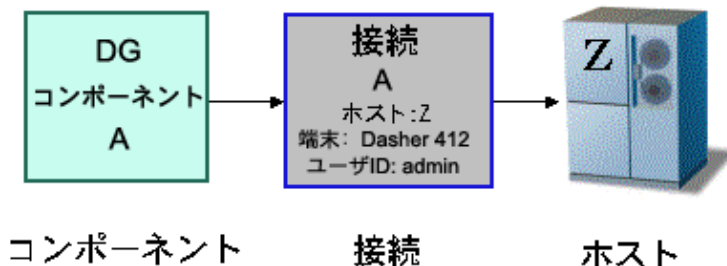 DG
コンポーネント
A
接続
A
ホスト:Z
端末: Dasher 412
ユーザID: admin
Z
コンポーネント
接続
ホスト